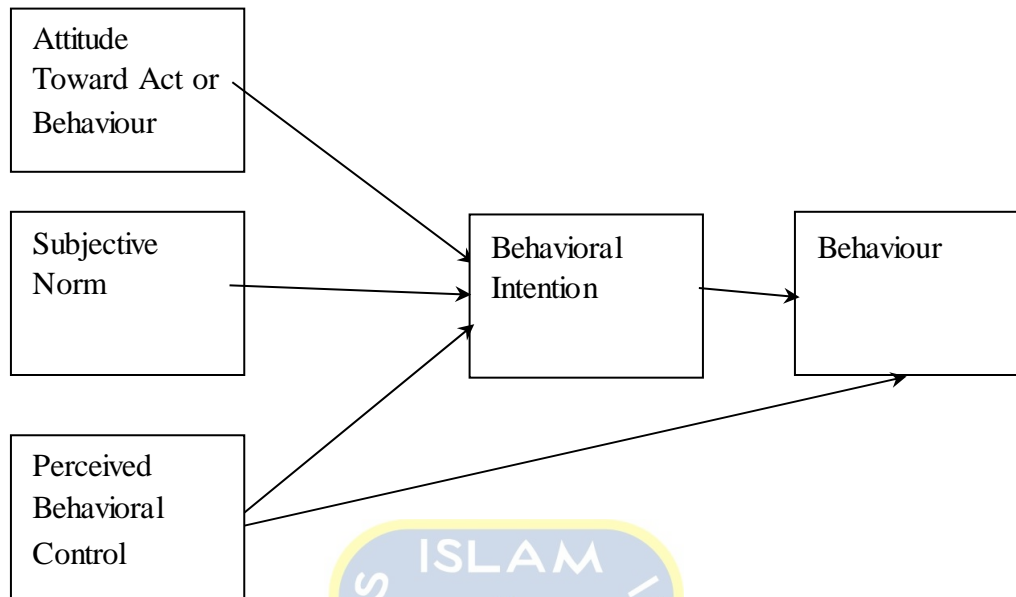 Attitude
Toward Act or
Behaviour
Subjective
Norm
Behavioral
Intention
Behaviour
Perceived
Behavioral
Control
ISLAM
S
I